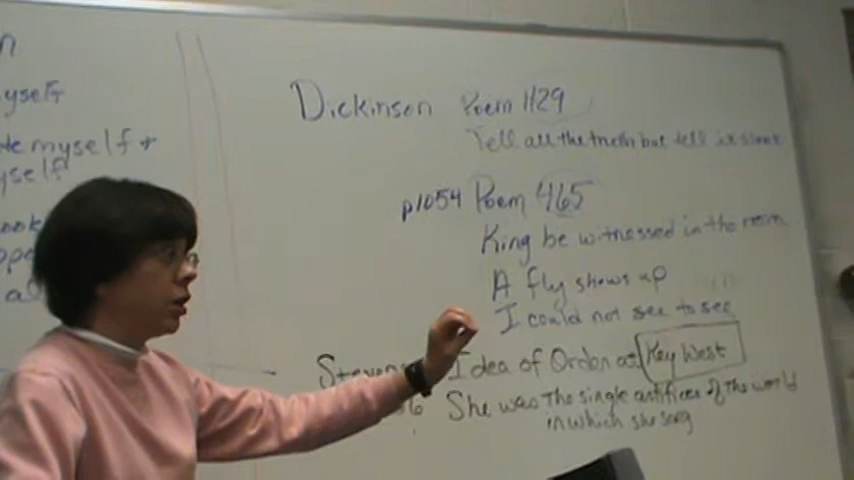 n
yself
te myself +
yself
ook
Dickinson Poem 1129
Tell all the truth but tell it slant
p1054 Poem 465
King be witnessed in the room
A fly shows up
I could not see to see
Stevens Idea of Order at Key West
6 She was the single artificer of the world
in which she sang